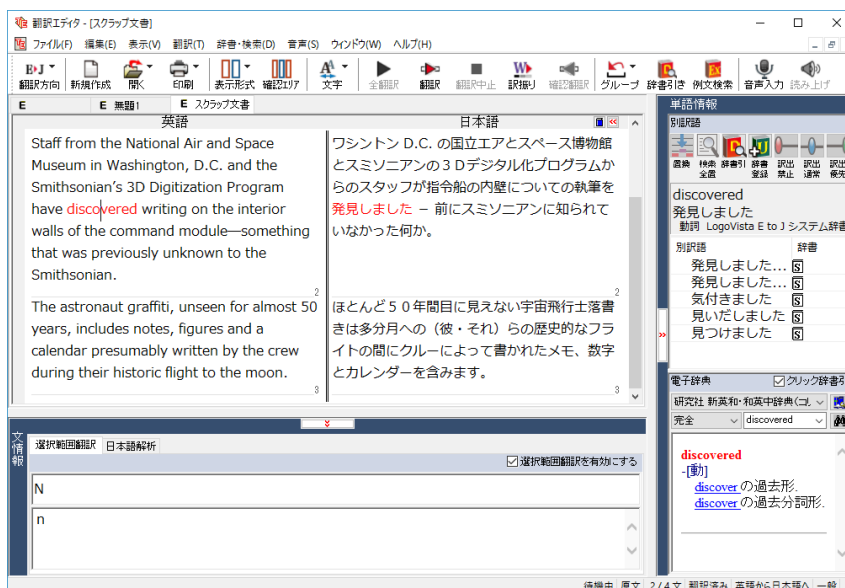 翻訳エディタ - [スクラップ文書]
ファイル(F) 編集(E) 表示(V) 翻訳(T) 辞書・検索(D) 音声(S) ウィンドウ(W) ヘルプ(H)
翻訳方向 新規作成 開く 印刷 表示形式 確認エリア 文字 全翻訳 翻訳 翻訳中止 訳振り 確認翻訳 グループ 辞書引き 例文検索 音声入力 読み上げ
E E 無題1 E スクラップ文書
英語 日本語
Staff from the National Air and Space
Museum in Washington, D.C. and the
Smithsonian’s 3D Digitization Program
have discovered writing on the interior
walls of the command module—something
that was previously unknown to the
Smithsonian.
2
ワシントン D.C. の国立エアとスペース博物館
とスミソニアンの３Ｄデジタル化プログラムか
らのスタッフが指令船の内壁についての執筆を
発見しました － 前にスミソニアンに知られて
いなかった何か。
2
The astronaut graffiti, unseen for almost 50
years, includes notes, figures and a
calendar presumably written by the crew
during their historic flight to the moon.
3
ほとんど５０年間目に見えない宇宙飛行士落書
きは多分月への（彼・それ）らの歴史的なフラ
イトの間にクルーによって書かれたメモ、数字
とカレンダーを含みます。
3
文情報
選択範囲翻訳 日本語解析
選択範囲翻訳を有効にする
N
n
単語情報
別訳語
置換 検索 辞書引 辞書 訳出 訳出 訳出
全置 登録 禁止 通常 優先
discovered
発見しました
動詞 LogoVista E to J システム辞書
別訳語 辞書
発見しました... S
発見しました... S
気付きました S
見いだしました S
見つけました S
電子辞典 クリック辞書引
研究社 新英和・和英中辞典(コ
完全 discovered
discovered
-[動]
discover の過去形.
discover の過去分詞形.
待機中 原文 2 / 4 文 翻訳済み 英語から日本語へ 一般